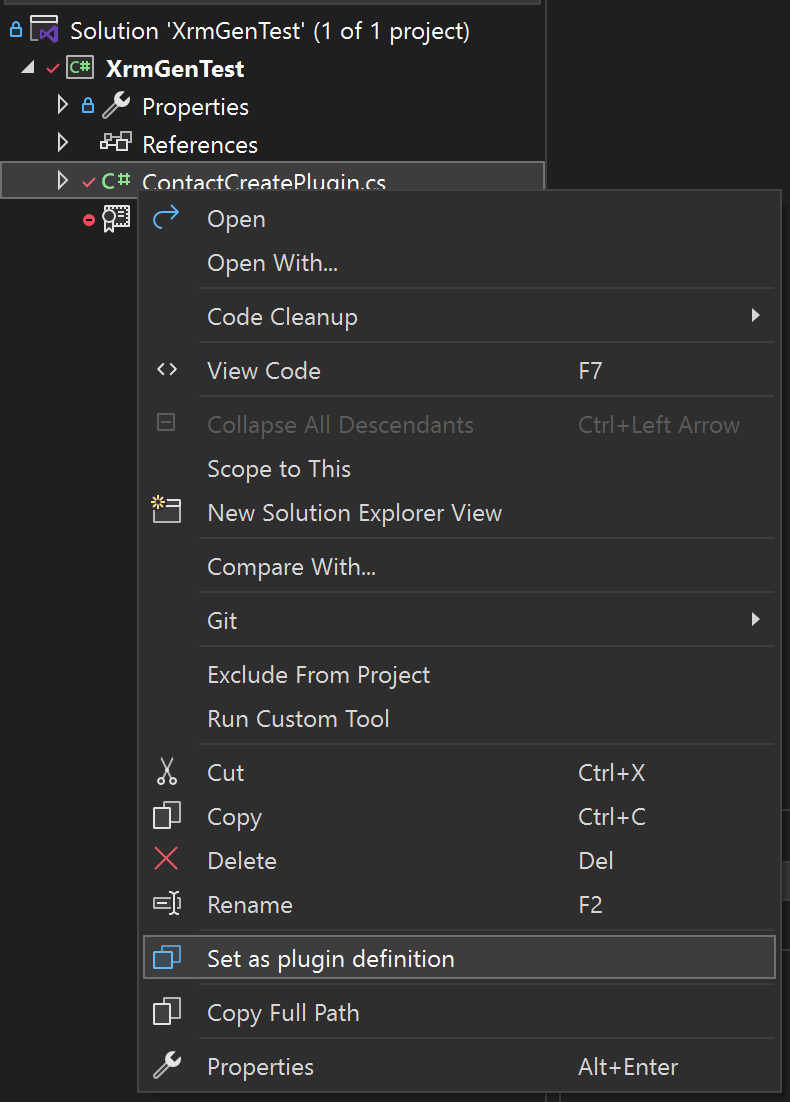 Solution 'XrmGenTest' (1 of 1 project)
C# XrmGenTest
Properties
References
C# ContactCreatePlugin.cs
Open
Open With...
Code Cleanup
View Code F7
Collapse All Descendants Ctrl+Left Arrow
Scope to This
New Solution Explorer View
Compare With...
Git
Exclude From Project
Run Custom Tool
Cut Ctrl+X
Copy Ctrl+C
Delete Del
Rename F2
Set as plugin definition
Copy Full Path
Properties Alt+Enter